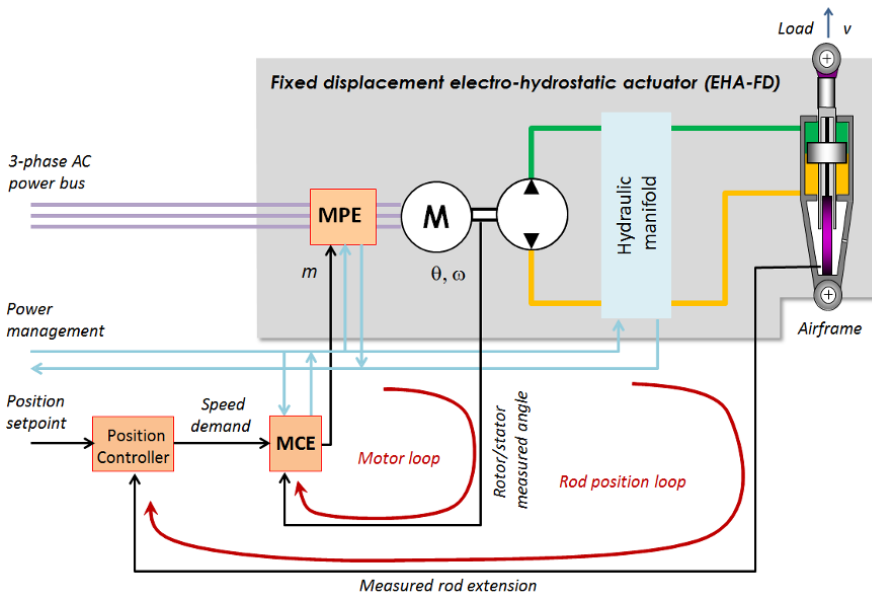 Load v
Fixed displacement electro-hydrostatic actuator (EHA-FD)
3-phase AC
power bus
MPE
M
Hydraulic
manifold
m
θ, ω
Power
management
Airframe
Position
setpoint
Speed
demand
Position
Controller
MCE
Motor loop
Rotor/stator
measured angle
Rod position loop
Measured rod extension